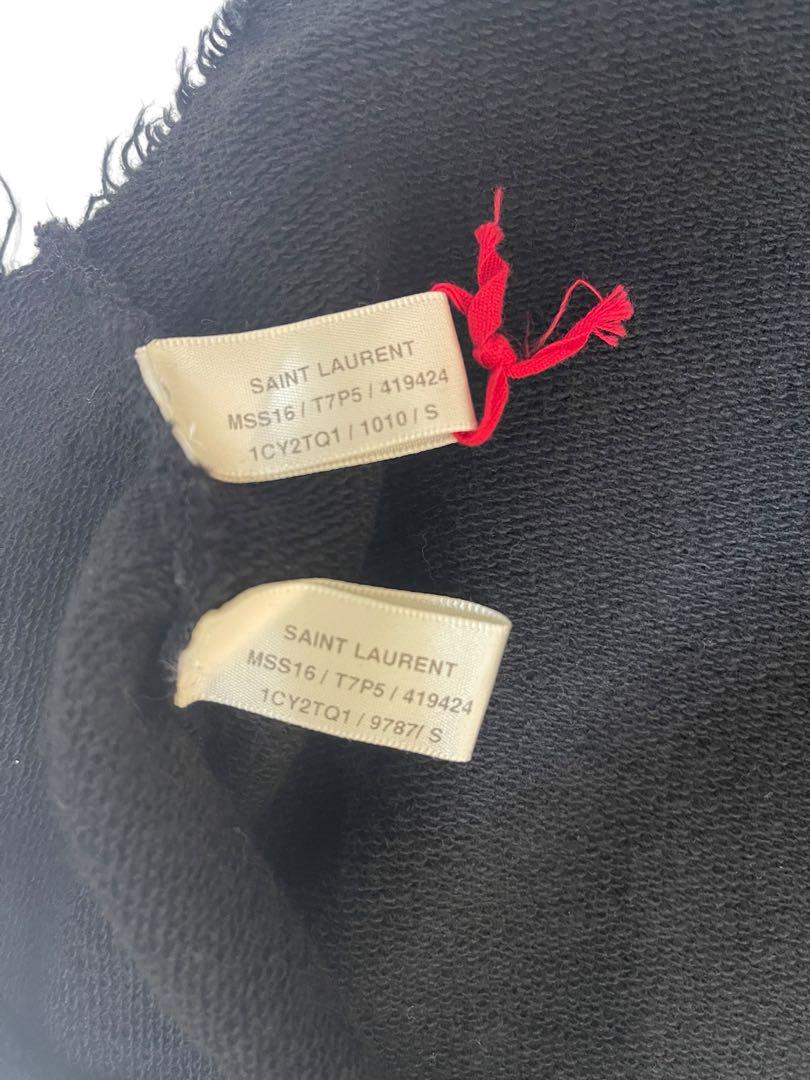 SAINT LAURENT
MSS16 / T7P5 / 419424
1CY2TQ1 / 1010 / S
SAINT LAURENT
MSS16 / T7P5 / 419424
1CY2TQ1 / 9787/ S